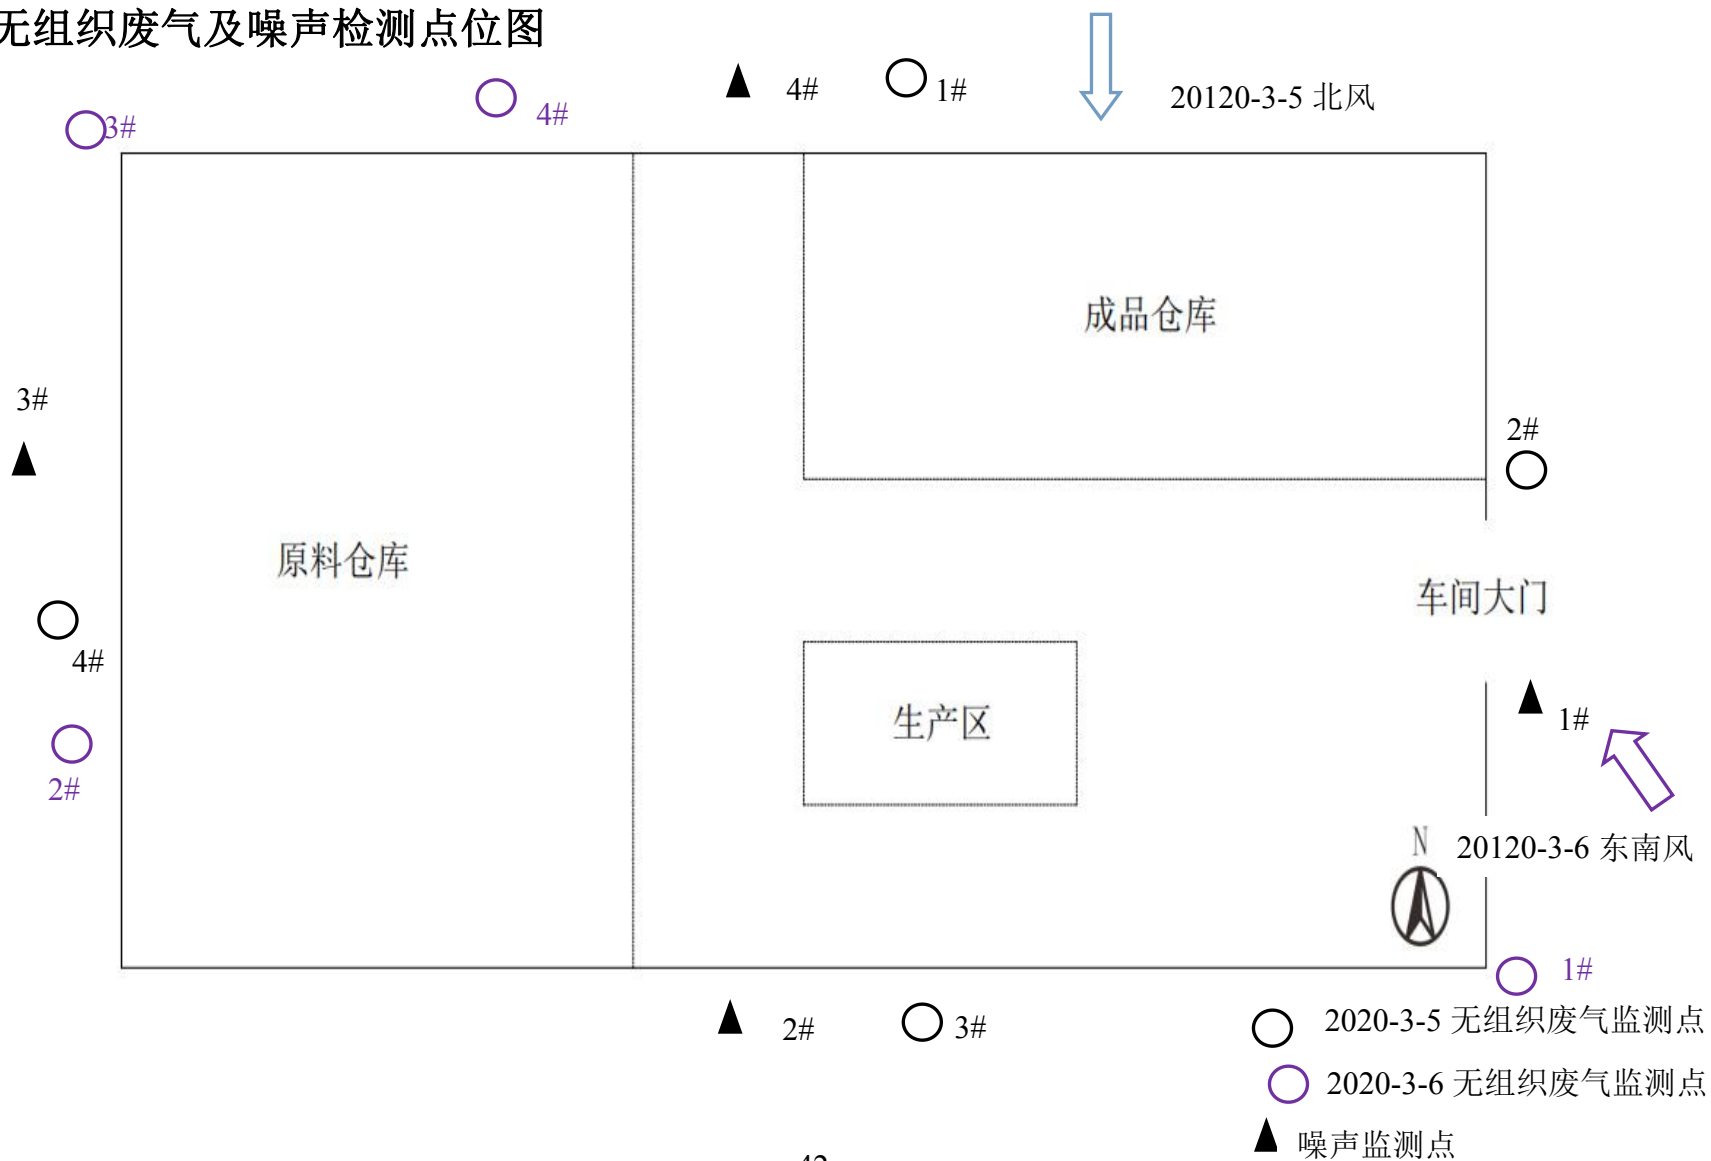 无组织废气及噪声检测点位图
4#
1#
20120-3-5 北风
4#
3#
成品仓库
3#
2#
原料仓库
车间大门
4#
生产区
1#
2#
N
20120-3-6 东南风
1#
2#
3#
2020-3-5 无组织废气监测点
2020-3-6 无组织废气监测点
噪声监测点